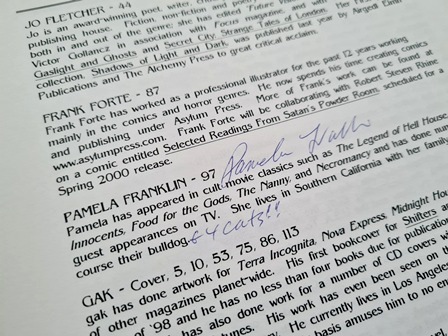 JO FLETCHER - 44
Jo is an award-winning poet, writer,
publishing house. Fiction, non-fiction and poetry
both in and out of the genre: she has edited
Victor Gollancz in association with Focus magazine, and
Gaslight and Ghosts and Secret City: Strange Tales of London. Her
collection, Shadows of Light and Dark, was published last year by Airgedlámh
Publications and The Alchemy Press to great critical acclaim.
FRANK FORTE - 87
Frank Forte has worked as a professional illustrator for the past 12 years working
mainly in the comics and horror genres. He now spends his time creating comics
and publishing under Asylum Press. More of Frank's work can be found at
www.asylumpress.com. Frank Forte will be collaborating with Robert Steven Rhine
on a comic entitled Selected Readings From Satan's Powder Room, scheduled for a
Spring 2000 release.
PAMELA FRANKLIN - 97
Pamela has appeared in cult movie classics such as The Legend of Hell House,
Innocents, Food for the Gods, The Nanny, and Necromancy and has done many
guest appearances on TV. She lives in Southern California with her family
course their bulldog.
& 4 cats!!
GAK - Cover, 5, 10, 53, 75, 86, 113
gak has done artwork for Terra Incognita, Nova Express, Midnight Hou
of other magazines planet-wide. His first bookcover for Shifters
of '98 and he has no less than four books due for publication
has also done work for a number of CD covers
tunes. His work has even been seen on the
He currently lives in Los Angeles
amuses him to no